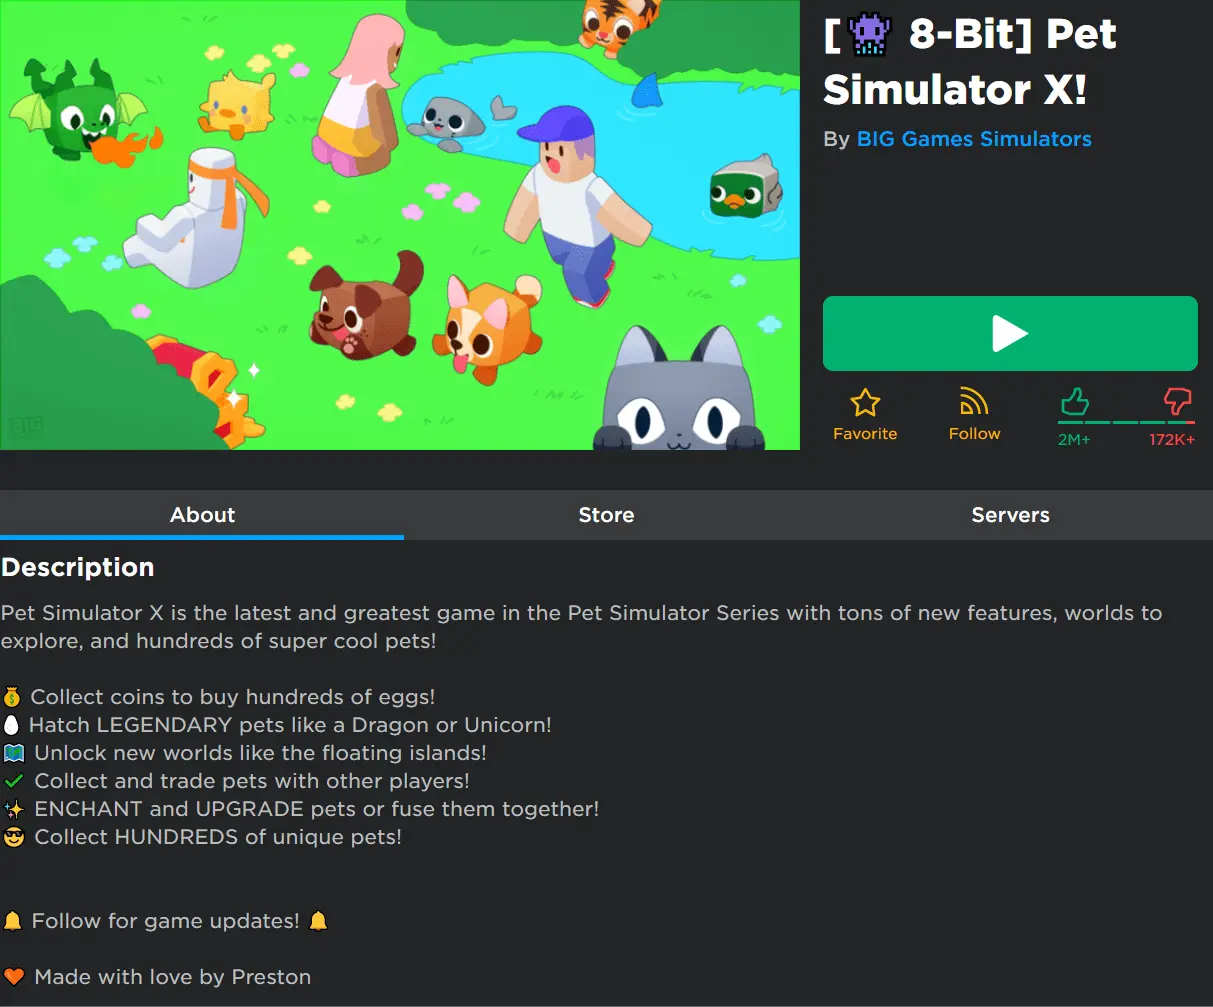 [👾 8-Bit] Pet
Simulator X!
By BIG Games Simulators
Favorite
Follow
2M+
172K+
BIG
About
Store
Servers
Description
Pet Simulator X is the latest and greatest game in the Pet Simulator Series with tons of new features, worlds to
explore, and hundreds of super cool pets!
💰 Collect coins to buy hundreds of eggs!
🥚 Hatch LEGENDARY pets like a Dragon or Unicorn!
🗺️ Unlock new worlds like the floating islands!
✔️ Collect and trade pets with other players!
✨ ENCHANT and UPGRADE pets or fuse them together!
😎 Collect HUNDREDS of unique pets!
🔔 Follow for game updates! 🔔
🧡 Made with love by Preston